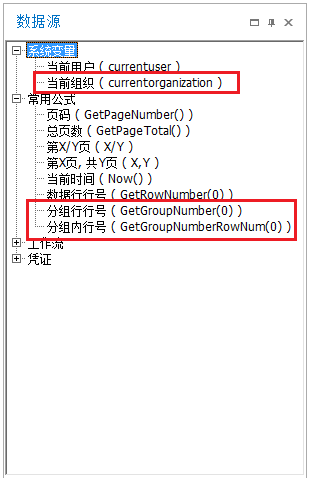 数据源
系统变量
当前用户 ( currentuser )
当前组织 ( currentorganization )
常用公式
页码 ( GetPageNumber() )
总页数 ( GetPageTotal() )
第X/Y页 ( X/Y )
第X页, 共Y页 ( X,Y )
当前时间 ( Now() )
数据行行号 ( GetRowNumber(0) )
分组行行号 ( GetGroupNumber(0) )
分组内行号 ( GetGroupNumberRowNum(0) )
工作流
凭证